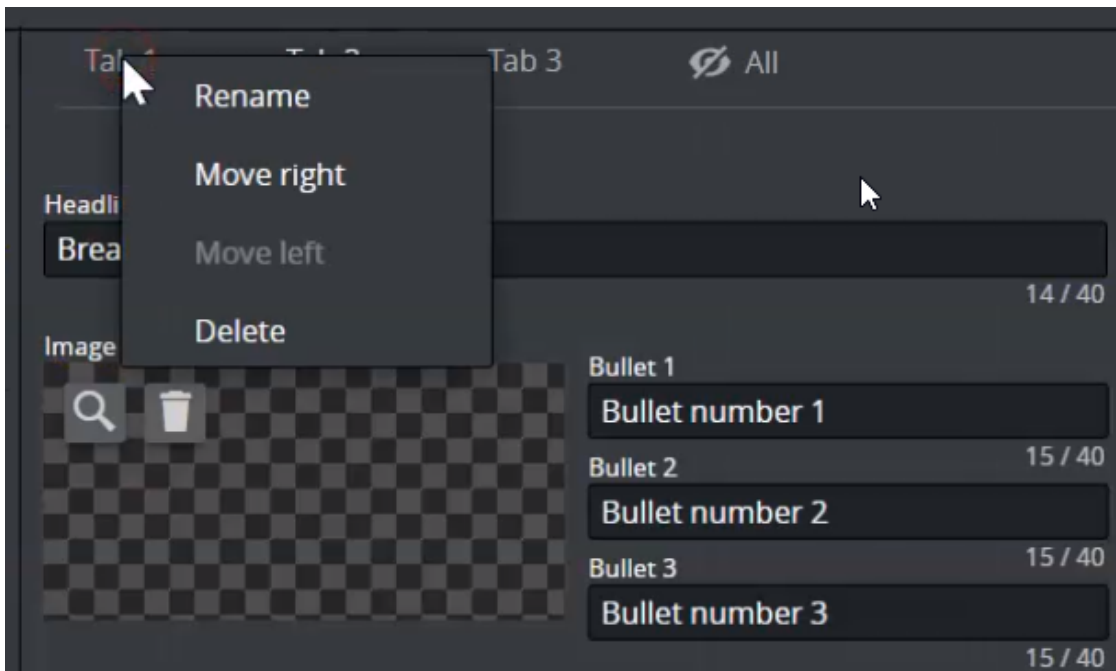 Tab 3
All
Rename
Move right
Move left
Delete
14 / 40
Image
Bullet 1
Bullet number 1
15 / 40
Bullet 2
Bullet number 2
15 / 40
Bullet 3
Bullet number 3
15 / 40